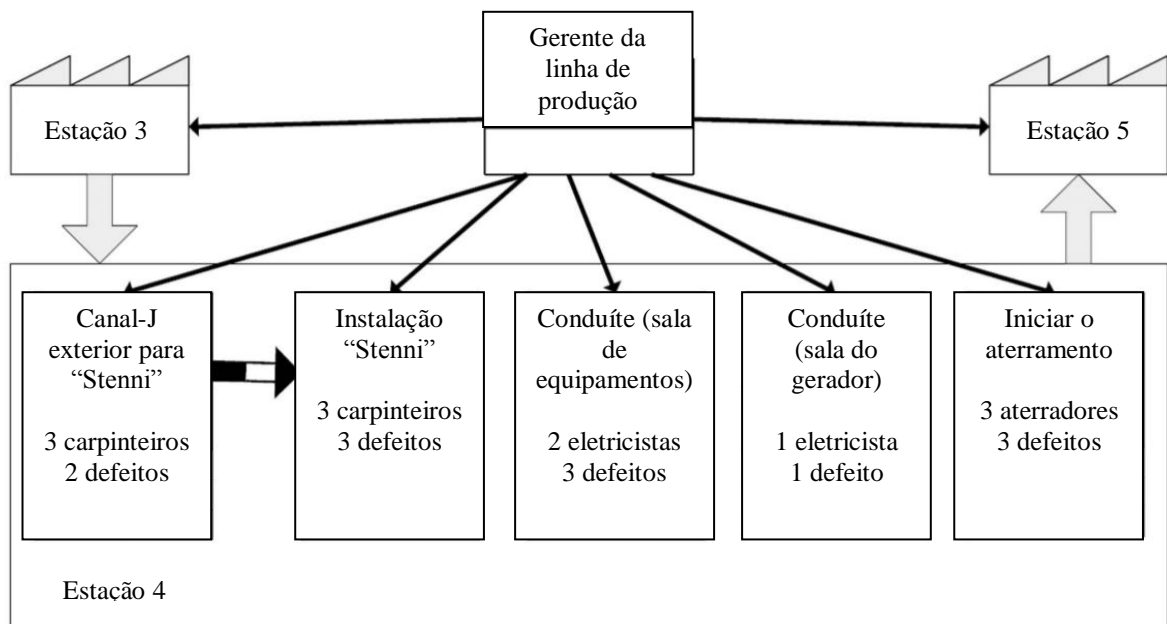 Gerente da
linha de
produção
Estação 3
Estação 5
Canal-J
exterior para
“Stenni”
3 carpinteiros
2 defeitos
Instalação
“Stenni”
3 carpinteiros
3 defeitos
Conduíte (sala
de
equipamentos)
2 eletricistas
3 defeitos
Conduíte
(sala do
gerador)
1 eletricista
1 defeito
Iniciar o
aterramento
3 aterradores
3 defeitos
Estação 4